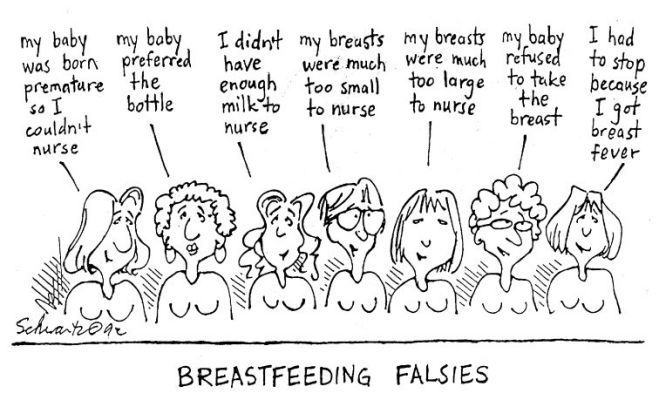 my baby
was born
premature
so I
couldn't
nurse
my baby
preferred
the
bottle
I didn't
have
enough
milk to
nurse
my breasts
were much
too small
to nurse
my breasts
were much
too large
to nurse
my baby
refused
to take
the
breast
I had
to stop
because
I got
breast
fever
Schwartz©92
BREASTFEEDING FALSIES